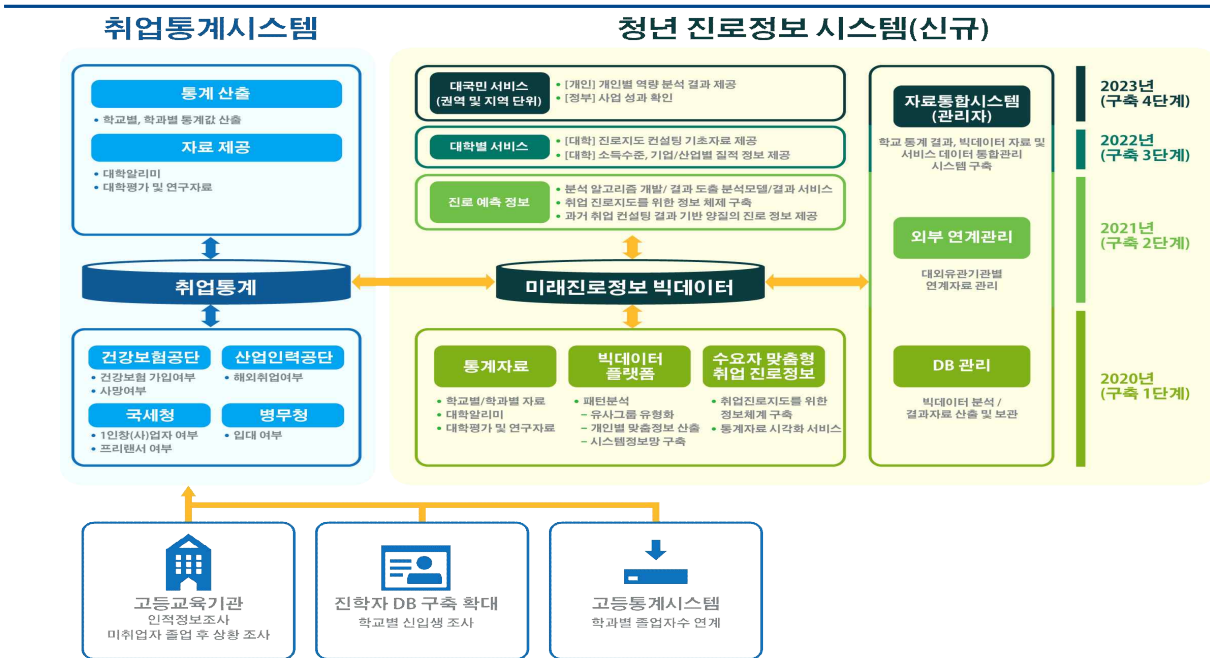 취업통계시스템
통계 산출
• 학교별, 학과별 통계값 산출
자료 제공
• 대학알리미
• 대학평가 및 연구자료
취업통계
건강보험공단
• 건강보험 가입여부
• 사망여부
산업인력공단
• 해외취업여부
국세청
• 1인창(사)업자 여부
• 프리랜서 여부
병무청
• 입대 여부
청년 진로정보 시스템(신규)
대국민 서비스
(권역 및 지역 단위)
• [개인] 개인별 역량 분석 결과 제공
• [정부] 사업 성과 확인
대학별 서비스
• [대학] 진로지도 컨설팅 기초자료 제공
• [대학] 소득수준, 기업/산업별 질적 정보 제공
진로 예측 정보
• 분석 알고리즘 개발/ 결과 도출 분석모델/결과 서비스
• 취업 진로지도를 위한 정보 체제 구축
• 과거 취업 컨설팅 결과 기반 양질의 진로 정보 제공
미래진로정보 빅데이터
통계자료
• 학교별/학과별 자료
• 대학알리미
• 대학평가 및 연구자료
빅데이터
플랫폼
• 패턴분석
– 유사그룹 유형화
– 개인별 맞춤정보 산출
– 시스템정보망 구축
수요자 맞춤형
취업 진로정보
• 취업진로지도를 위한
정보체계 구축
• 통계자료 시각화 서비스
자료통합시스템
(관리자)
학교 통계 결과, 빅데이터 자료 및
서비스 데이터 통합관리
시스템 구축
외부 연계관리
대외유관기관별
연계자료 관리
DB 관리
빅데이터 분석 /
결과자료 산출 및 보관
2023년
(구축 4단계)
2022년
(구축 3단계)
2021년
(구축 2단계)
2020년
(구축 1단계)
고등교육기관
인적정보조사
미취업자 졸업 후 상황 조사
진학자 DB 구축 확대
학교별 신입생 조사
고등통계시스템
학과별 졸업자수 연계